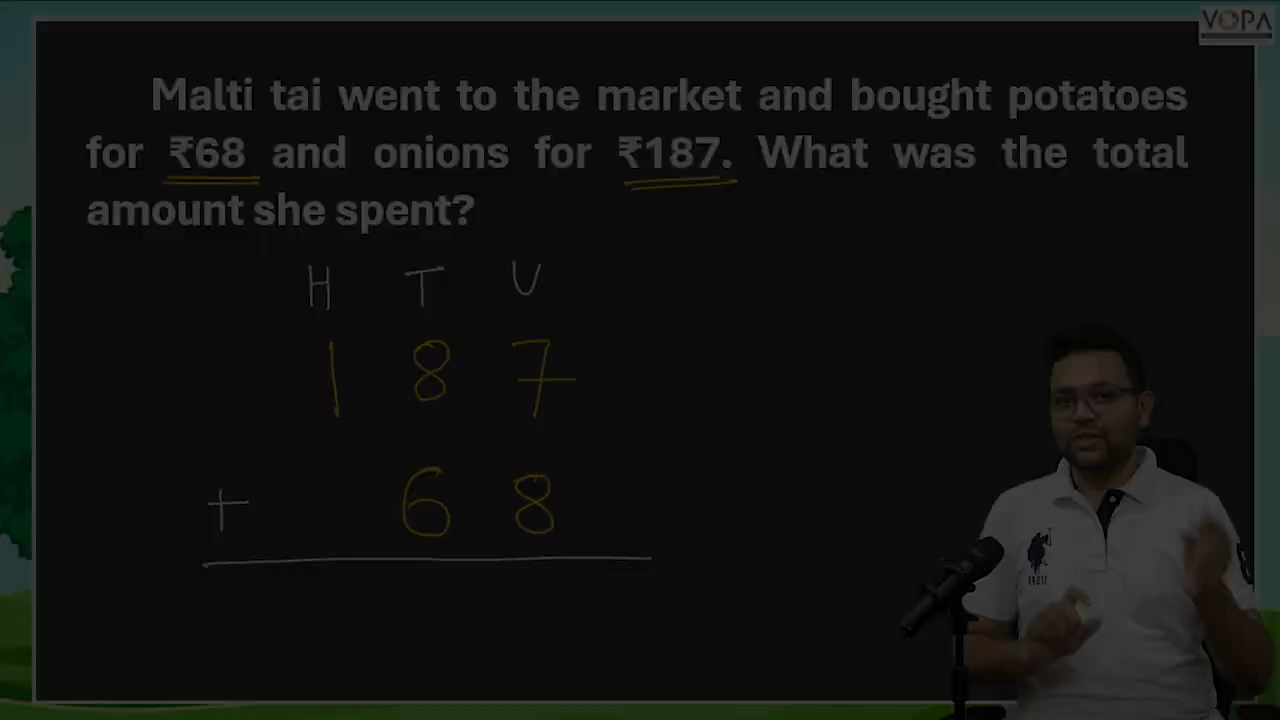 VOPA
Malti tai went to the market and bought potatoes
for ₹68 and onions for ₹187. What was the total
amount she spent?
H T U
1 8 7
+ 6 8